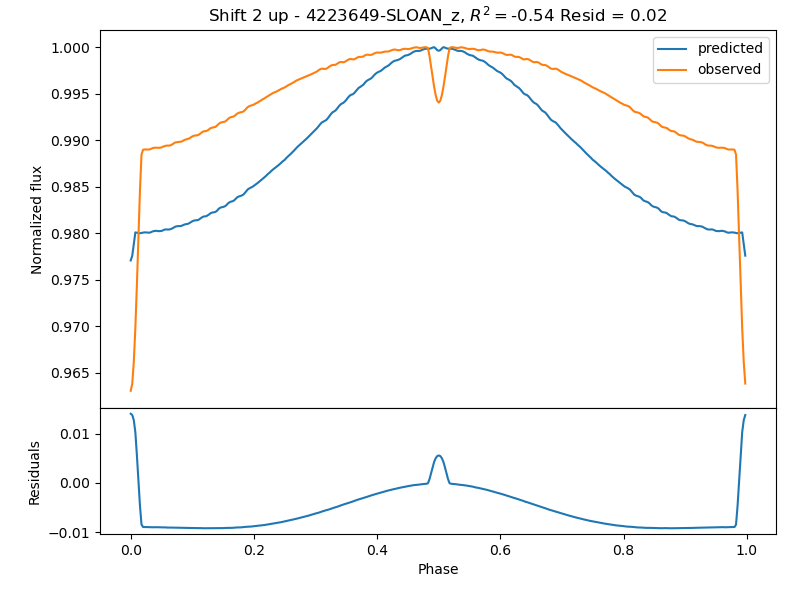 Shift 2 up - 4223649-SLOAN_z, $R^2=$-0.54 Resid = 0.02
predicted
observed
1.000
0.995
0.990
0.985
0.980
0.975
0.970
0.965
Normalized flux
0.01
0.00
−0.01
Residuals
0.0 0.2 0.4 0.6 0.8 1.0
Phase